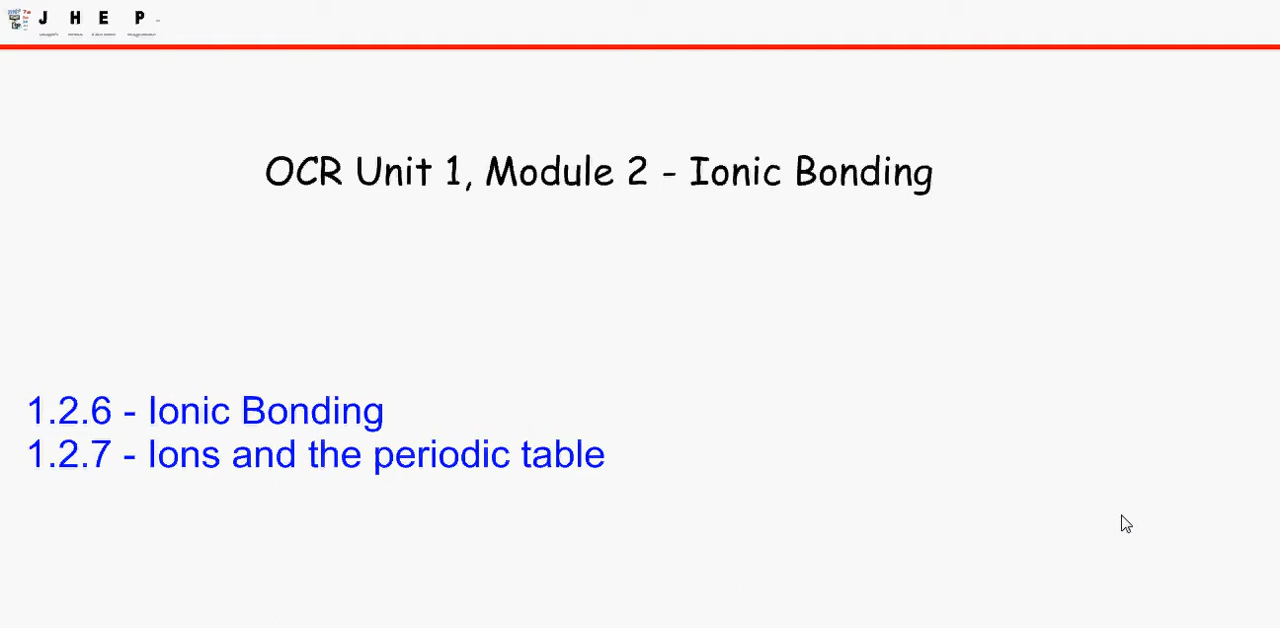 J H E P
OCR Unit 1, Module 2 - Ionic Bonding
1.2.6 - Ionic Bonding
1.2.7 - Ions and the periodic table